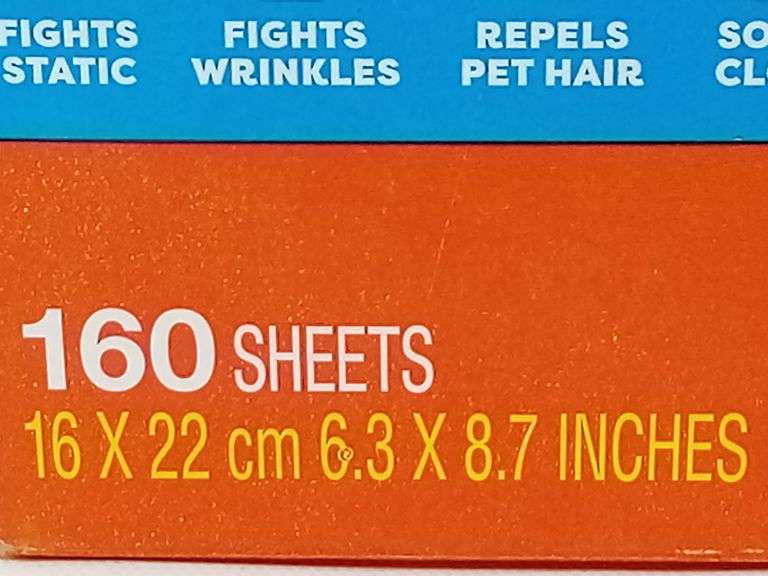 FIGHTS FIGHTS REPELS
STATIC WRINKLES PET HAIR
160 SHEETS
16 X 22 cm 6.3 X 8.7 INCHES